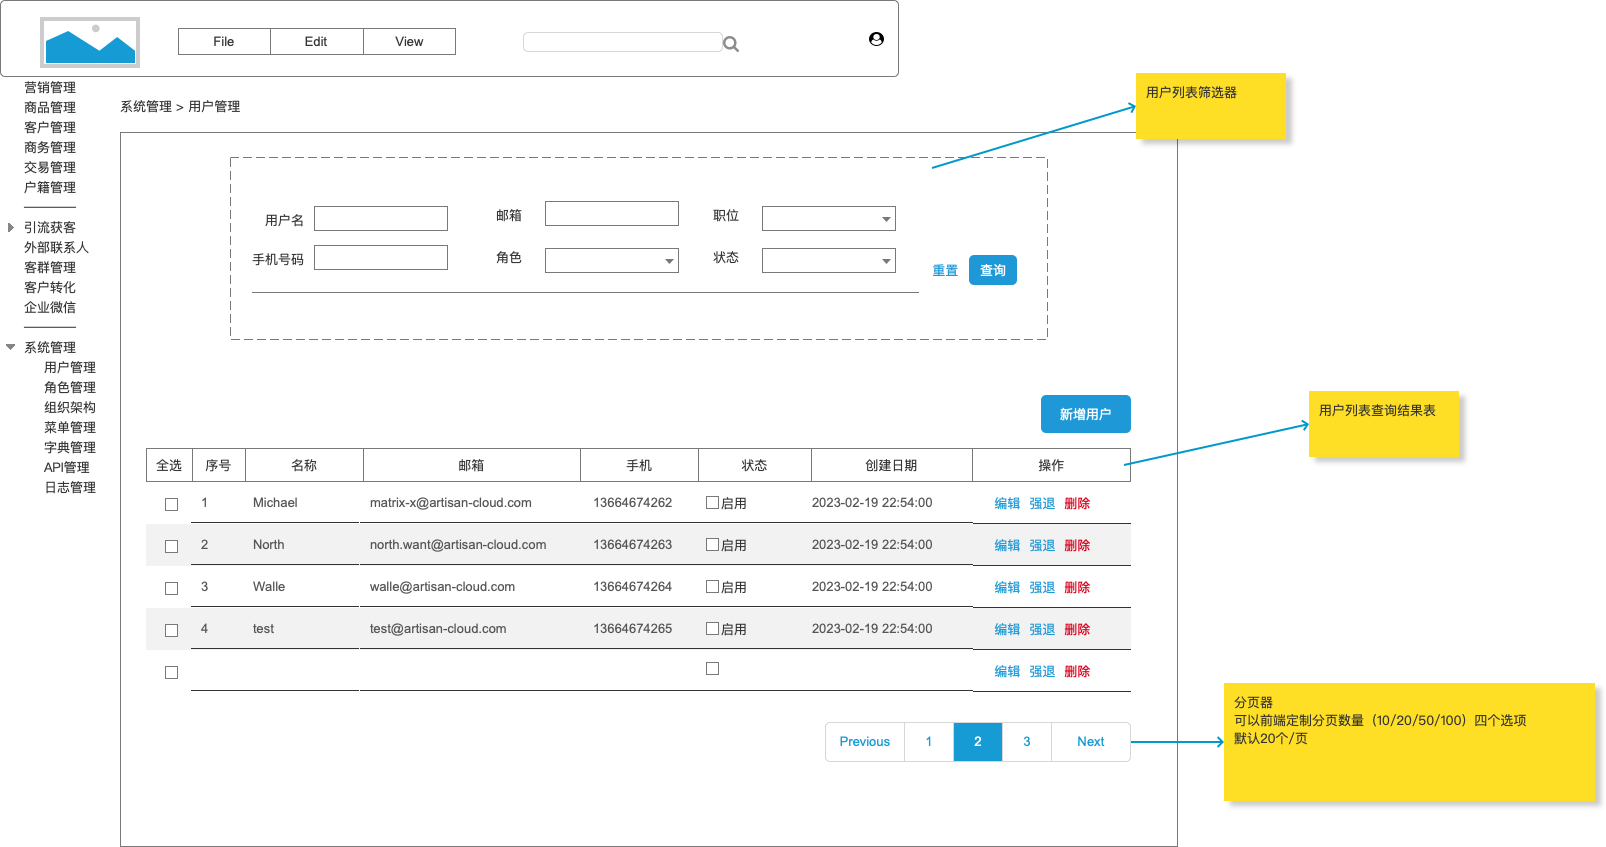 File Edit View
营销管理
商品管理
客户管理
商务管理
交易管理
户籍管理
引流获客
外部联系人
客群管理
客户转化
企业微信
系统管理
用户管理
角色管理
组织架构
菜单管理
字典管理
API管理
日志管理
系统管理 > 用户管理
用户列表筛选器
用户名 邮箱 职位
手机号码 角色 状态
重置 查询
新增用户
用户列表查询结果表
全选 序号 名称 邮箱 手机 状态 创建日期 操作
1 Michael matrix-x@artisan-cloud.com 13664674262 启用 2023-02-19 22:54:00 编辑 强退 删除
2 North north.want@artisan-cloud.com 13664674263 启用 2023-02-19 22:54:00 编辑 强退 删除
3 Walle walle@artisan-cloud.com 13664674264 启用 2023-02-19 22:54:00 编辑 强退 删除
4 test test@artisan-cloud.com 13664674265 启用 2023-02-19 22:54:00 编辑 强退 删除
编辑 强退 删除
Previous 1 2 3 Next
分页器
可以前端定制分页数量（10/20/50/100）四个选项
默认20个/页